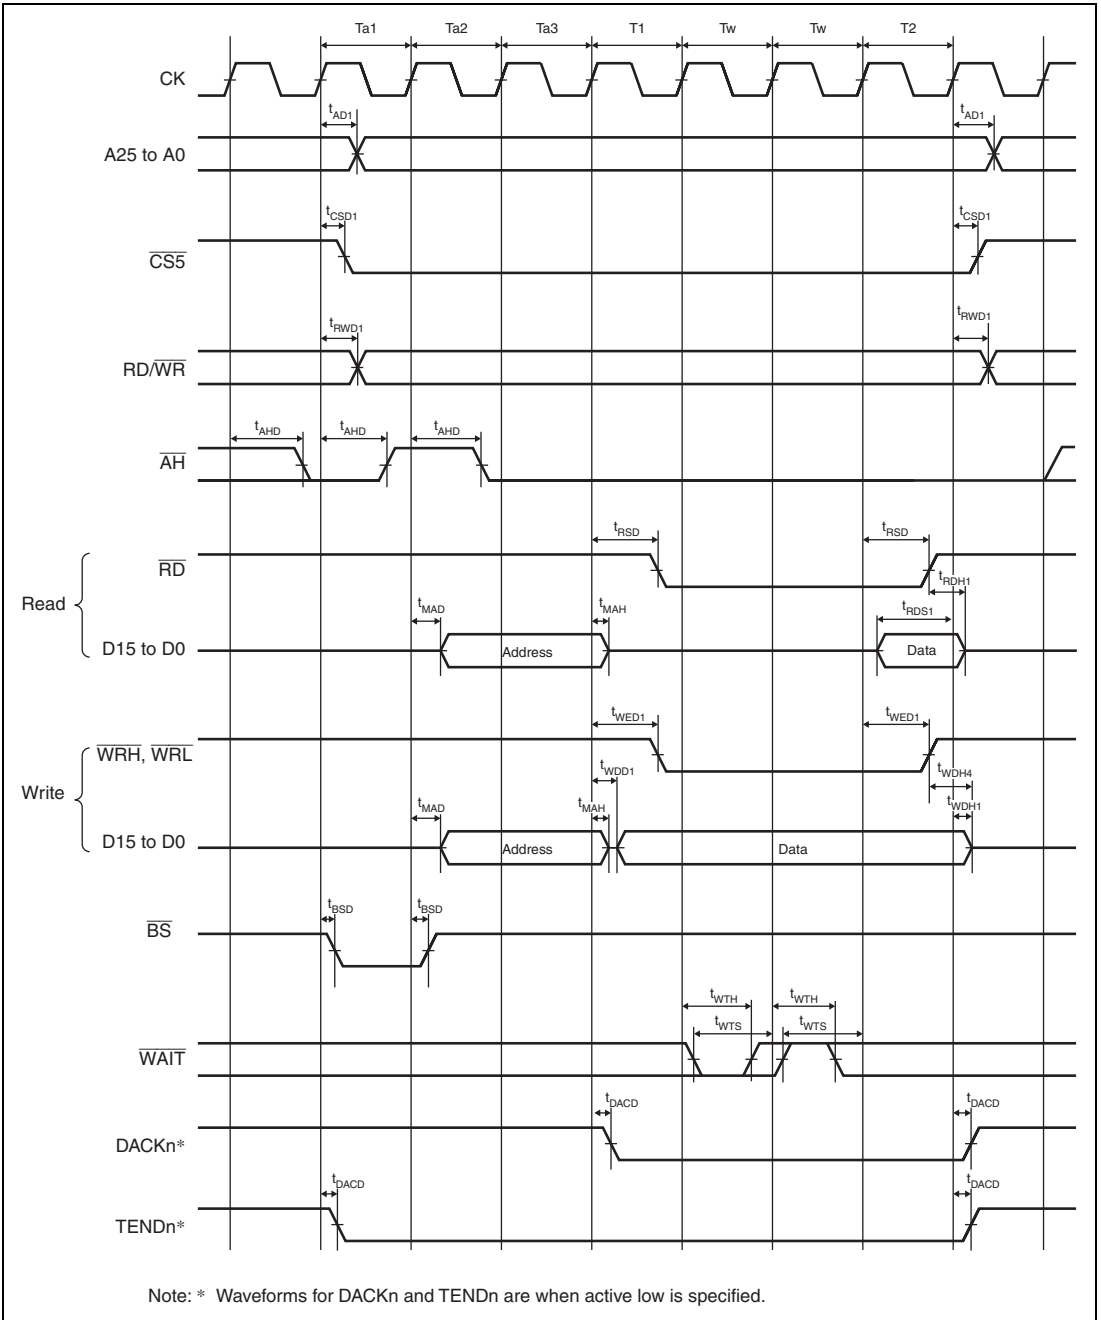 Ta1 Ta2 Ta3 T1 Tw Tw T2
CK
tAD1 tAD1
A25 to A0
tCSD1 tCSD1
CS5
tRWD1 tRWD1
RD/WR
tAHD tAHD tAHD
AH
tRSD tRSD
RD
tRDH1
Read
tMAD tMAH tRDS1
D15 to D0 Address Data
tWED1 tWED1
WRH, WRL
tWDD1 tWDH4
Write
tMAD tMAH tWDH1
D15 to D0 Address Data
tBSD tBSD
BS
tWTH tWTH
tWTS tWTS
WAIT
tDACD tDACD
DACKn*
tDACD tDACD
TENDn*
Note: * Waveforms for DACKn and TENDn are when active low is specified.